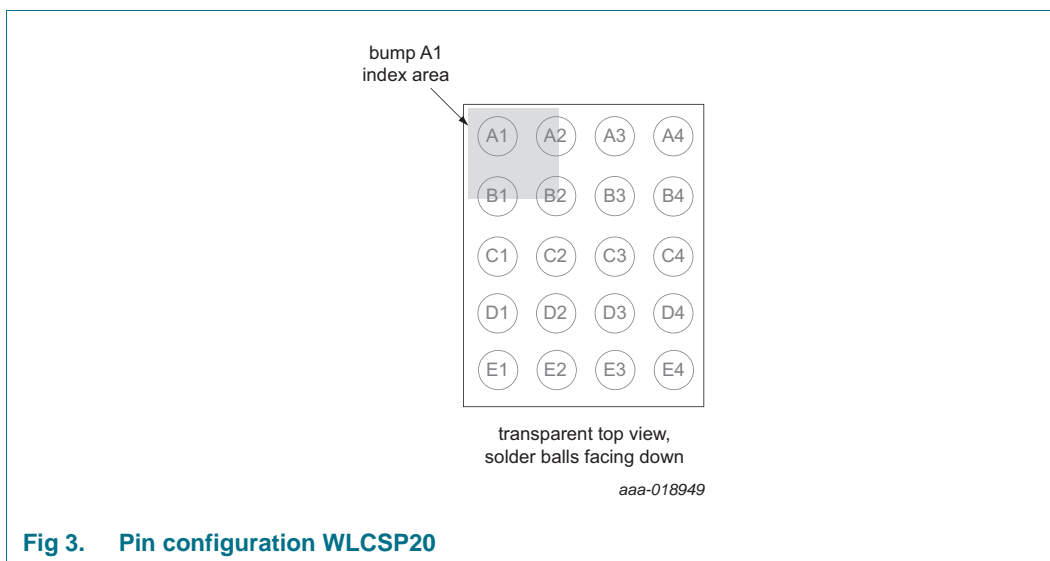 bump A1
index area
A1 A2 A3 A4
B1 B2 B3 B4
C1 C2 C3 C4
D1 D2 D3 D4
E1 E2 E3 E4
transparent top view,
solder balls facing down
aaa-018949
Fig 3. Pin configuration WLCSP20